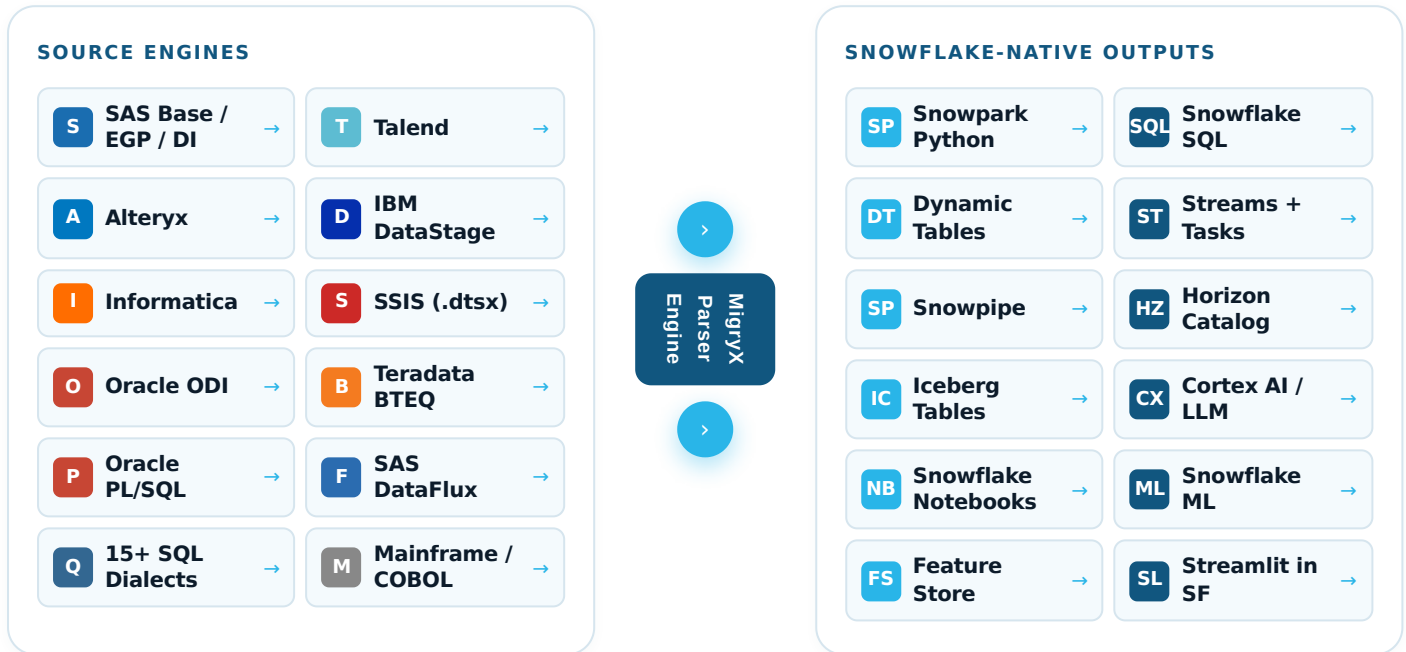 SOURCE ENGINES
S
SAS Base /
EGP / DI
→
T
Talend
→
A
Alteryx
→
D
IBM
DataStage
→
I
Informatica
→
S
SSIS (.dtsx)
→
O
Oracle ODI
→
B
Teradata
BTEQ
→
P
Oracle
PL/SQL
→
F
SAS
DataFlux
→
Q
15+ SQL
Dialects
→
M
Mainframe /
COBOL
→
›
MigryX
Parser
Engine
›
SNOWFLAKE-NATIVE OUTPUTS
SP
Snowpark
Python
→
SQL
Snowflake
SQL
→
DT
Dynamic
Tables
→
ST
Streams +
Tasks
→
SP
Snowpipe
→
HZ
Horizon
Catalog
→
IC
Iceberg
Tables
→
CX
Cortex AI /
LLM
→
NB
Snowflake
Notebooks
→
ML
Snowflake
ML
→
FS
Feature
Store
→
SL
Streamlit in
SF
→